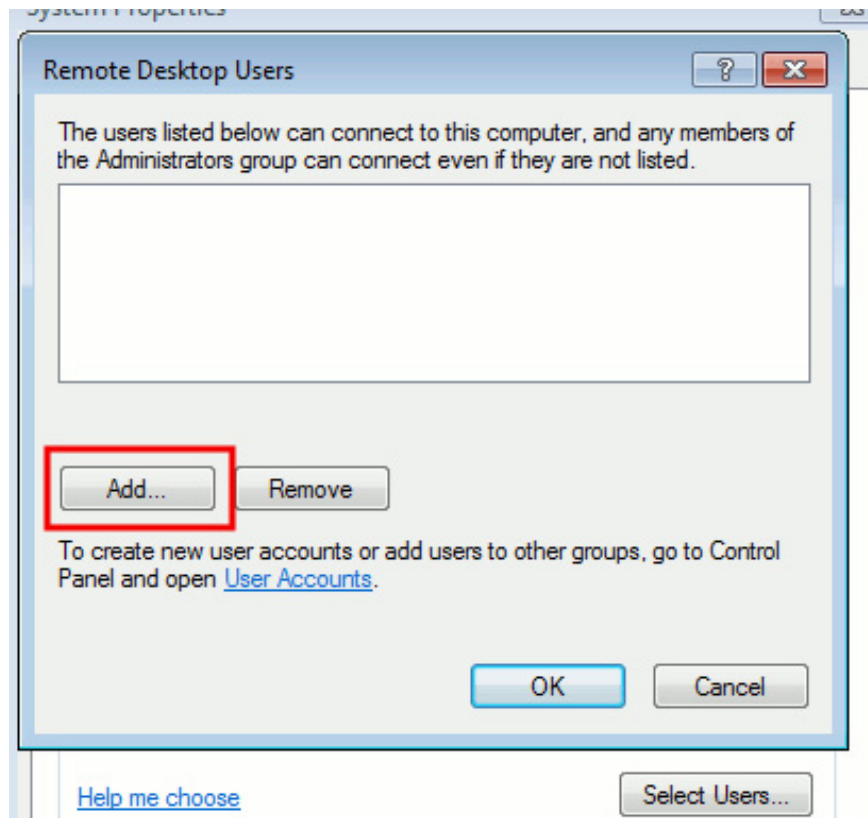 System Properties
Remote Desktop Users
The users listed below can connect to this computer, and any members of
the Administrators group can connect even if they are not listed.
Add...
Remove
To create new user accounts or add users to other groups, go to Control
Panel and open User Accounts.
OK
Cancel
Help me choose
Select Users...